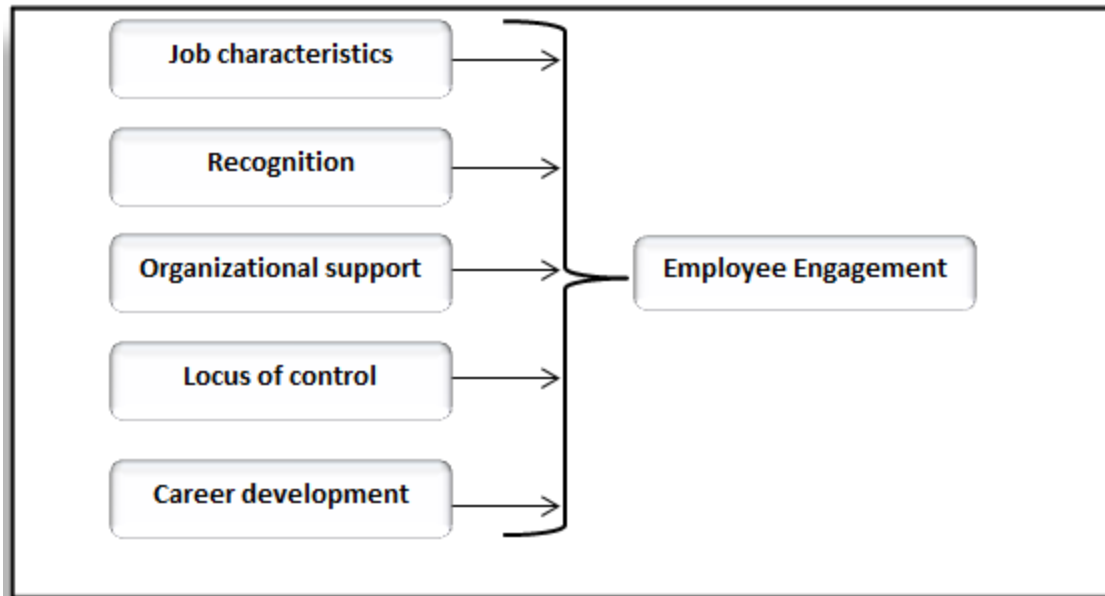 Job characteristics
Recognition
Organizational support
Employee Engagement
Locus of control
Career development